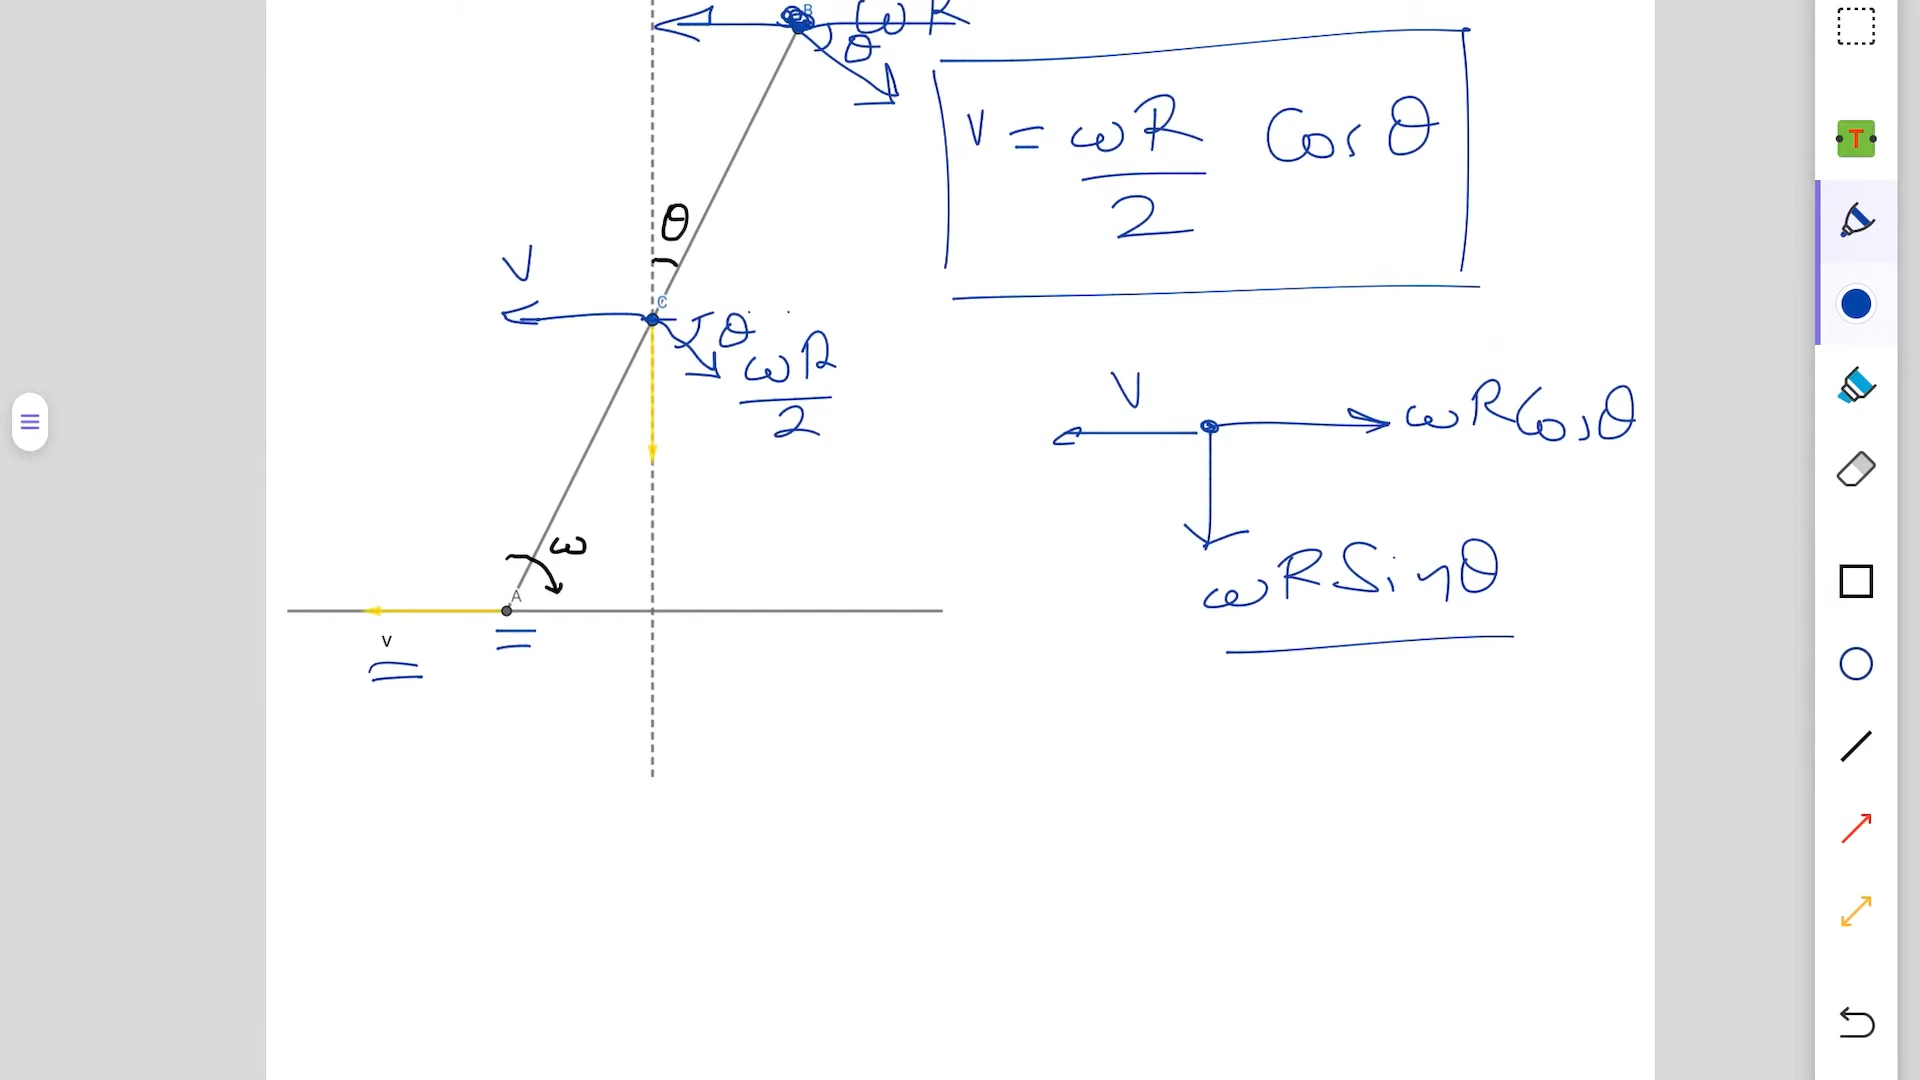 B
ωR
θ
v = ωR/2 Cos θ
θ
V
C
θ
ωR/2
V
ωR Cos θ
ω
ωR Sin θ
A
v
T